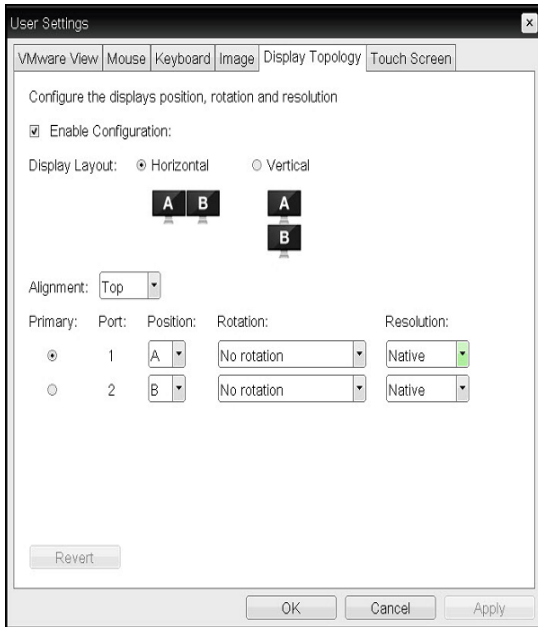 User Settings
VMware View Mouse Keyboard Image Display Topology Touch Screen
Configure the displays position, rotation and resolution
Enable Configuration:
Display Layout: Horizontal Vertical
A B A
B
Alignment: Top
Primary: Port: Position: Rotation: Resolution:
1 A No rotation Native
2 B No rotation Native
Revert
OK Cancel Apply